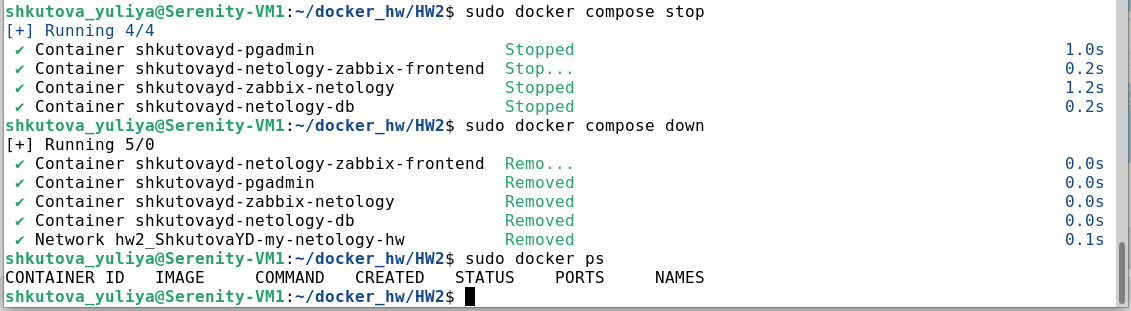 shkutova_yuliya@Serenity-VM1:~/docker_hw/HW2$ sudo docker compose stop
[+] Running 4/4
✔ Container shkutovayd-pgadmin Stopped 1.0s
✔ Container shkutovayd-netology-zabbix-frontend Stop... 0.2s
✔ Container shkutovayd-zabbix-netology Stopped 1.2s
✔ Container shkutovayd-netology-db Stopped 0.2s
shkutova_yuliya@Serenity-VM1:~/docker_hw/HW2$ sudo docker compose down
[+] Running 5/0
✔ Container shkutovayd-netology-zabbix-frontend Remo... 0.0s
✔ Container shkutovayd-pgadmin Removed 0.0s
✔ Container shkutovayd-zabbix-netology Removed 0.0s
✔ Container shkutovayd-netology-db Removed 0.0s
✔ Network hw2_ShkutovaYD-my-netology-hw Removed 0.1s
shkutova_yuliya@Serenity-VM1:~/docker_hw/HW2$ sudo docker ps
CONTAINER ID   IMAGE     COMMAND   CREATED   STATUS    PORTS     NAMES
shkutova_yuliya@Serenity-VM1:~/docker_hw/HW2$